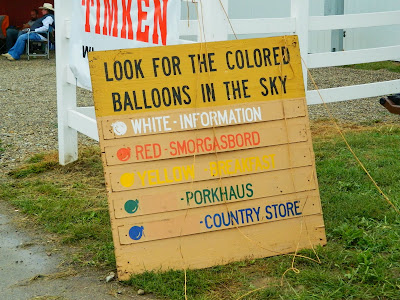 TIMKEN
LOOK FOR THE COLORED
BALLOONS IN THE SKY
WHITE - INFORMATION
RED - SMORGASBORD
YELLOW - BREAKFAST
-PORKHAUS
-COUNTRY STORE